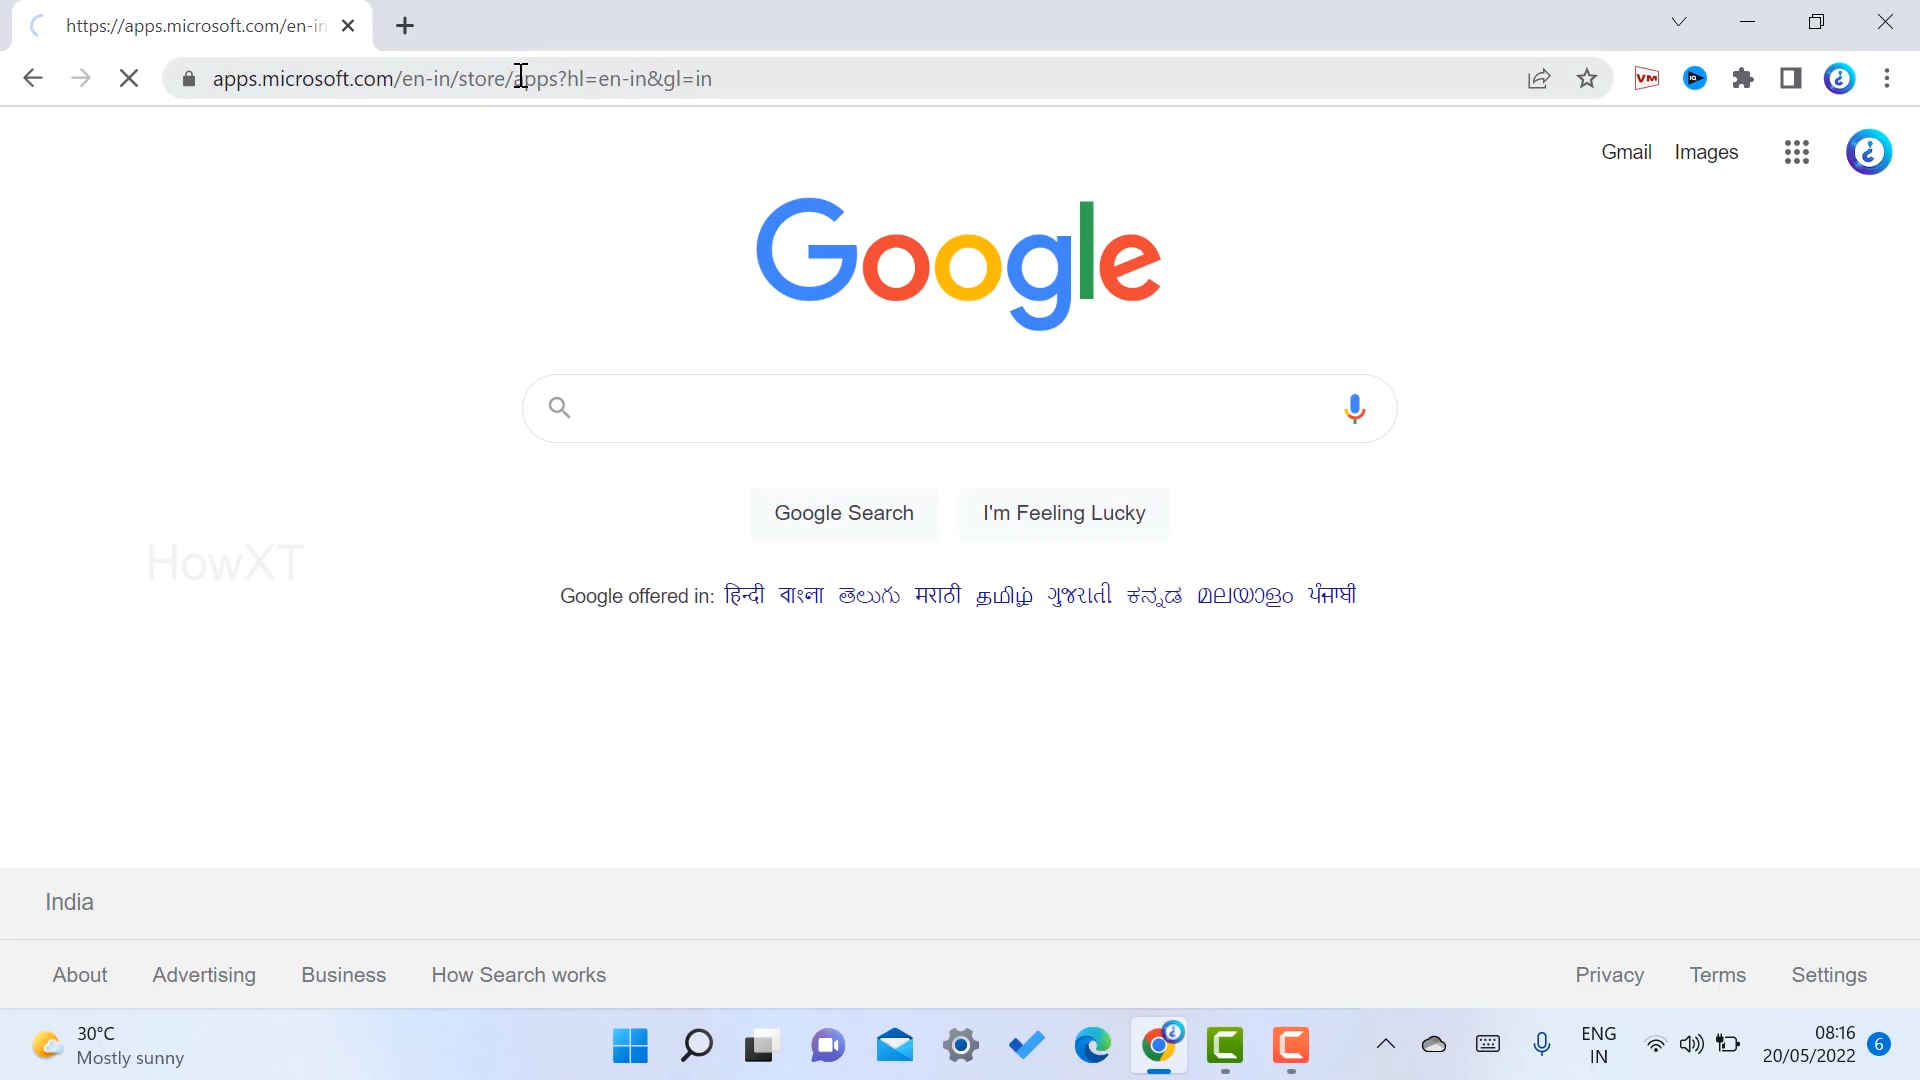 https://apps.microsoft.com/en-in
apps.microsoft.com/en-in/store/apps?hl=en-in&gl=in
VM
Gmail Images
Google
Google Search I'm Feeling Lucky
HowXT
Google offered in: हिन्दी বাংলা తెలుగు मराठी தமிழ் ગુજરાતી ಕನ್ನಡ മലയാളം ਪੰਜਾਬੀ
India
About Advertising Business How Search works Privacy Terms Settings
30°C
Mostly sunny
ENG
IN
08:16
20/05/2022
6